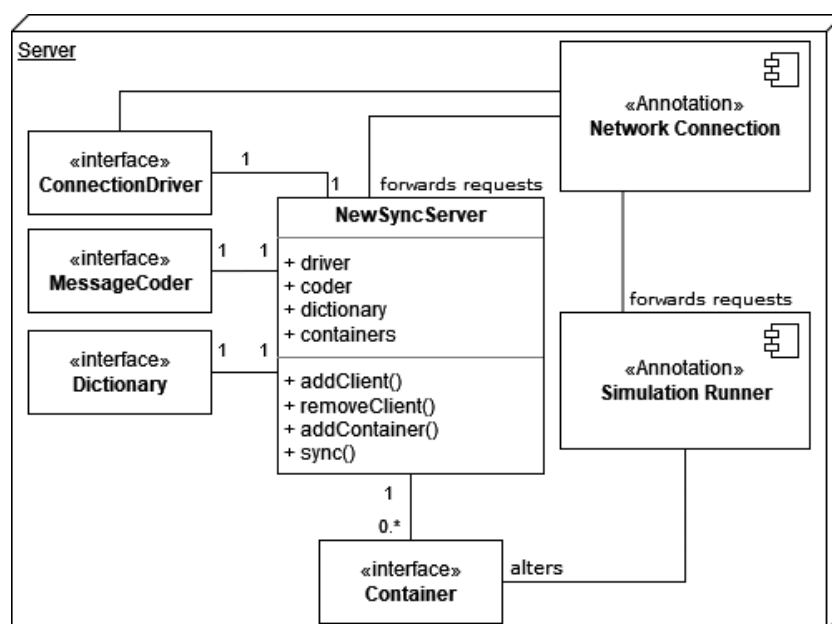 Server
«Annotation»
Network Connection
«interface»
ConnectionDriver
1
1
forwards requests
NewSyncServer
«interface»
MessageCoder
1
1
+ driver
+ coder
+ dictionary
+ containers
forwards requests
«interface»
Dictionary
1
1
+ addClient()
+ removeClient()
+ addContainer()
+ sync()
«Annotation»
Simulation Runner
1
0.*
«interface»
Container
alters